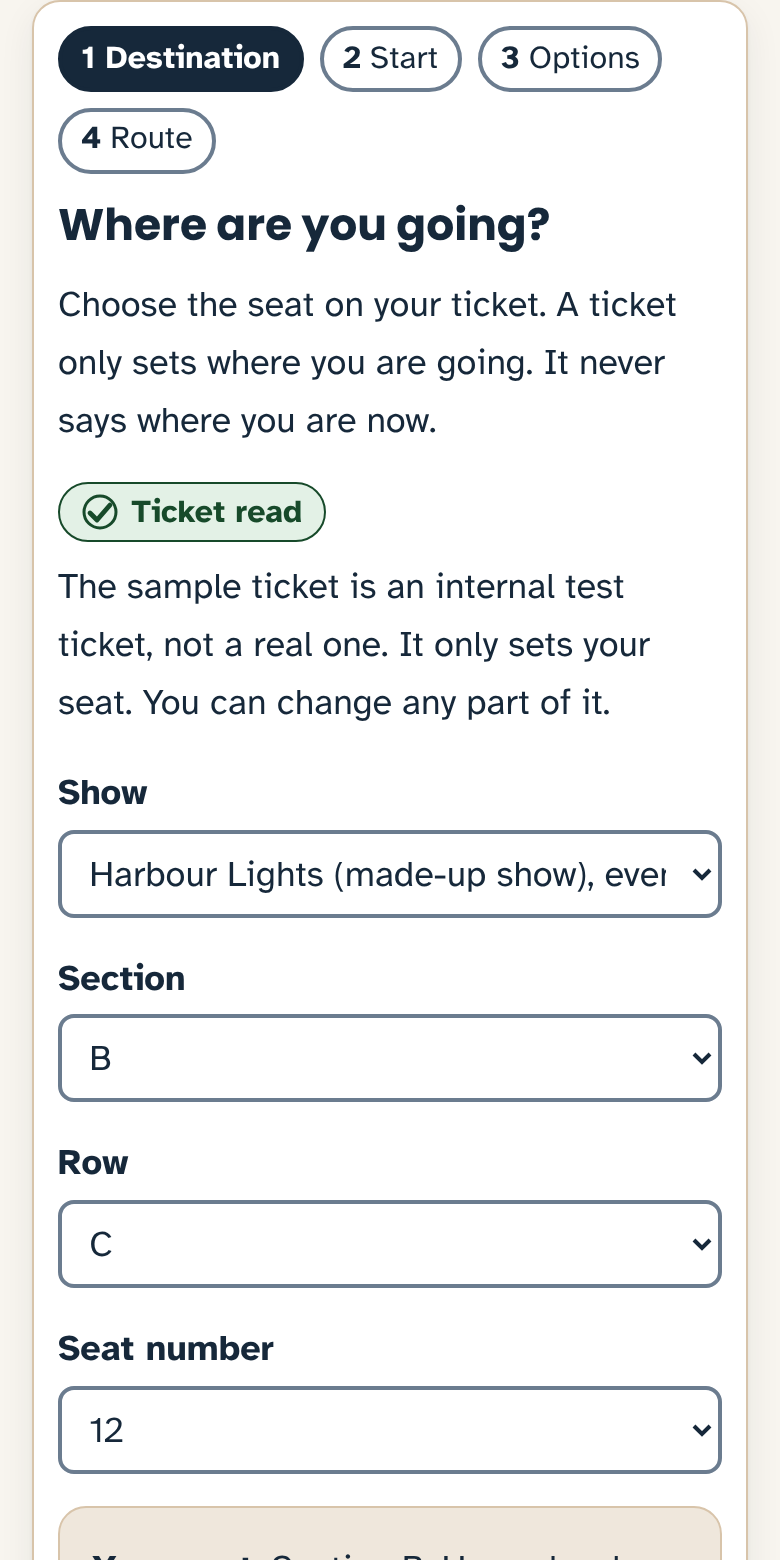 1 Destination
2 Start
3 Options
4 Route
Where are you going?
Choose the seat on your ticket. A ticket
only sets where you are going. It never
says where you are now.
Ticket read
The sample ticket is an internal test
ticket, not a real one. It only sets your
seat. You can change any part of it.
Show
Harbour Lights (made-up show),
Section
B
Row
C
Seat number
12